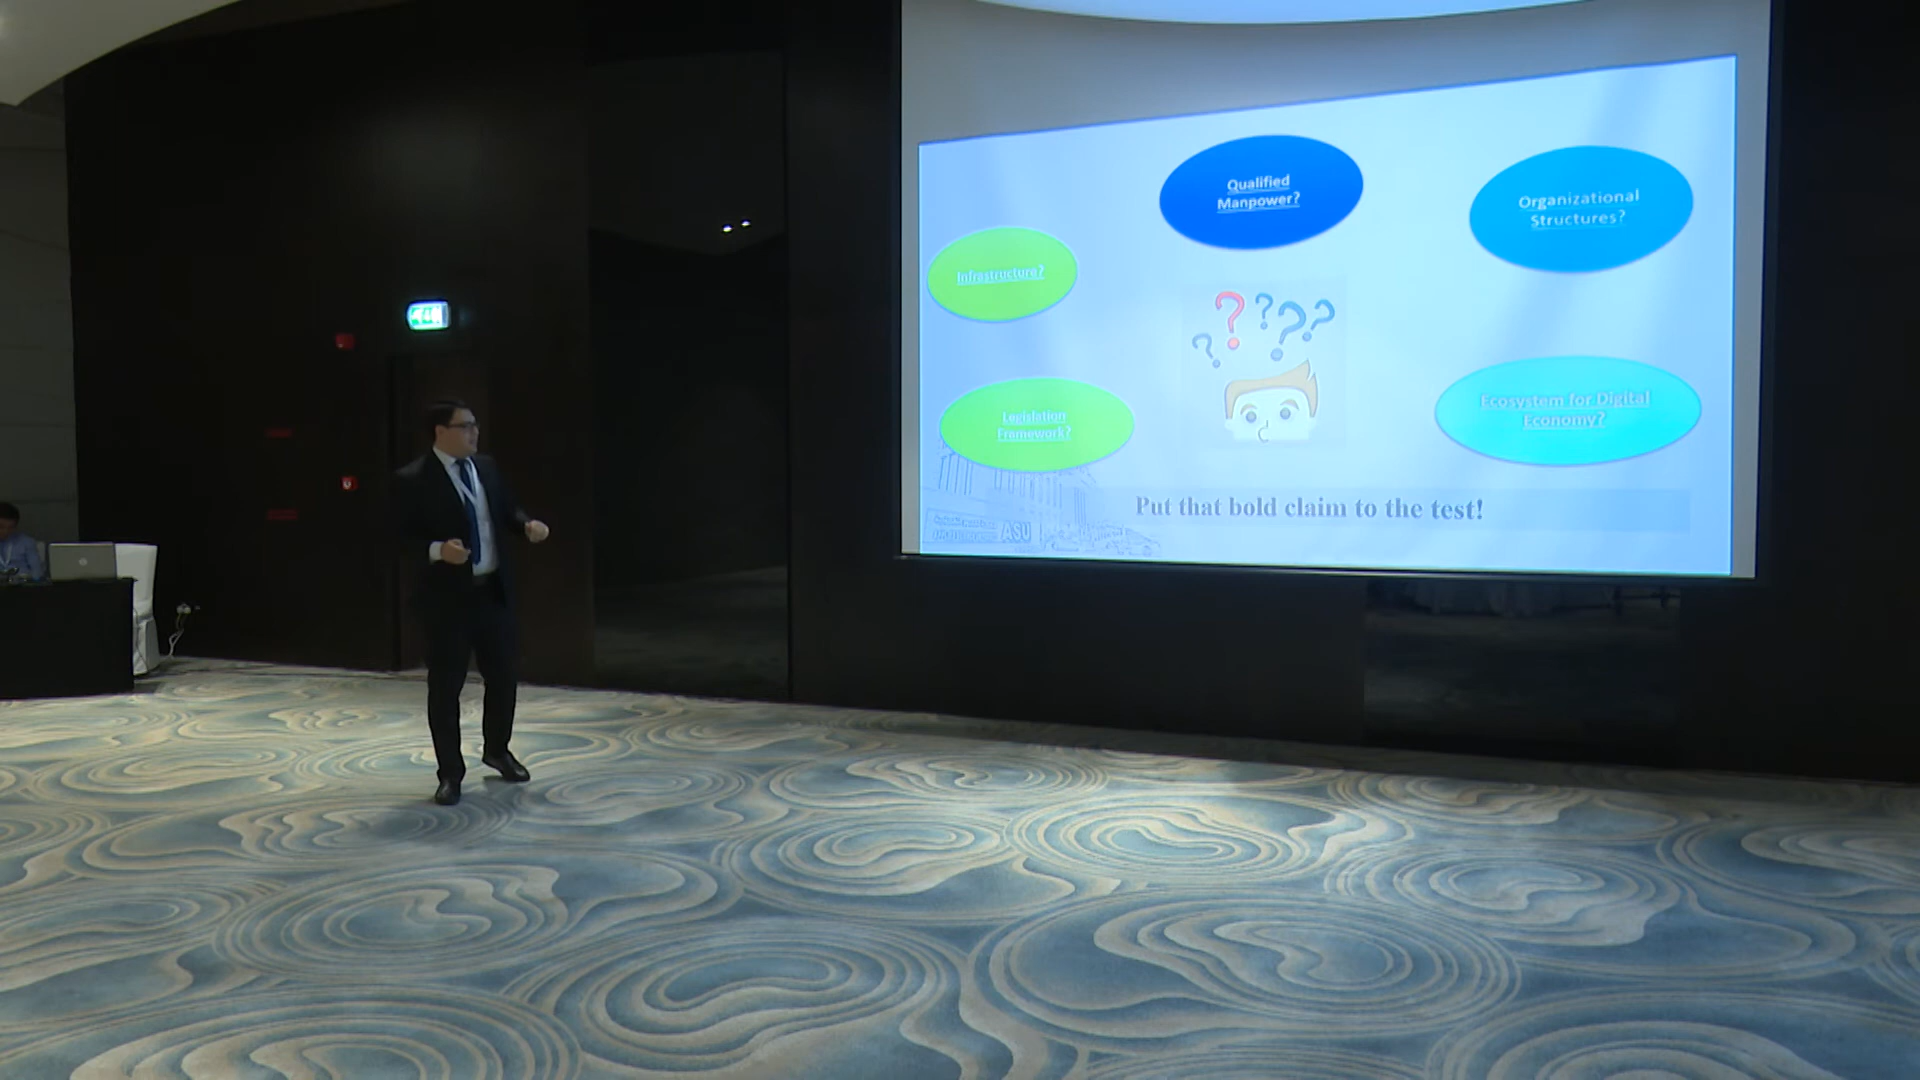 Qualified
Manpower?
Organizational
Structures?
Infrastructure?
Legislation
Framework?
Ecosystem for Digital
Economy?
Put that bold claim to the test!
ASU